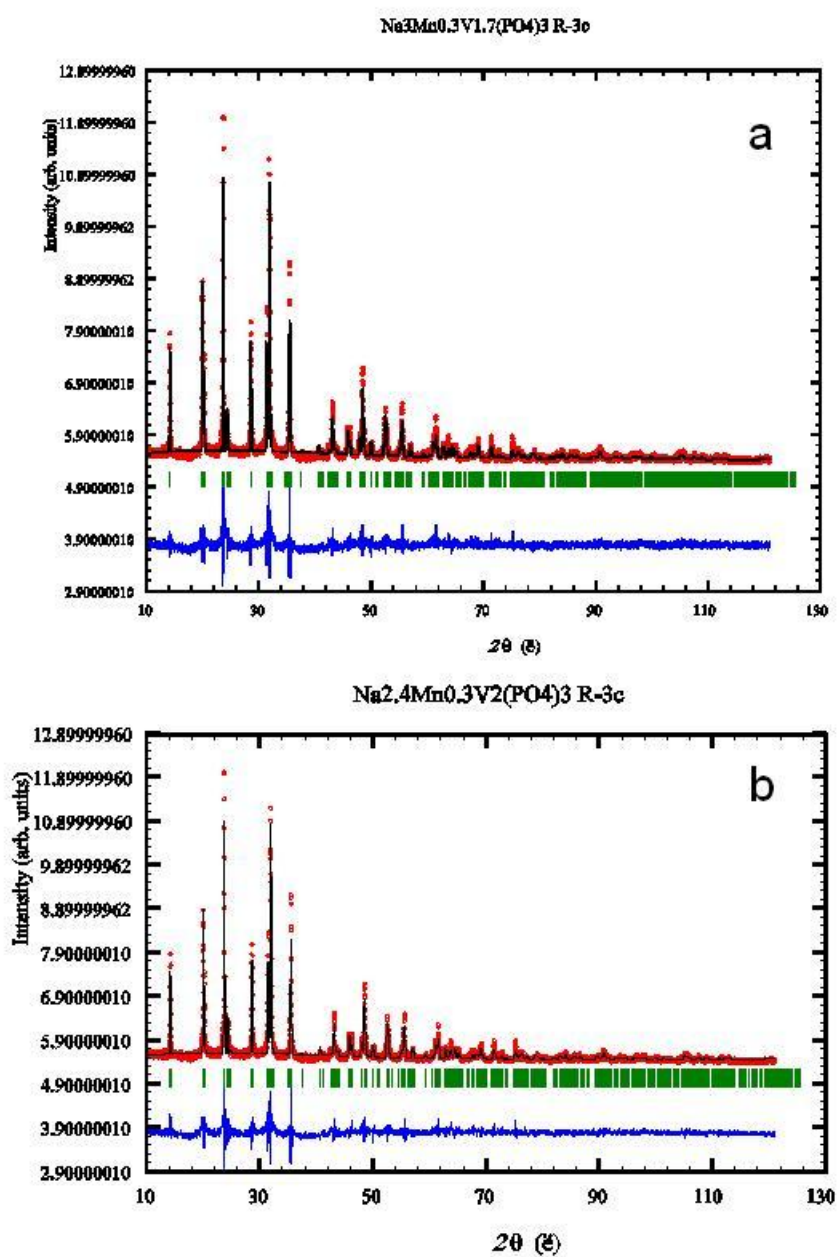 Na3Mn0.3V1.7(PO4)3 R-3c
12.89999960
11.89999960
10.89999960
9.89999962
8.89999962
7.90000010
6.90000010
5.90000010
4.90000010
3.90000010
2.90000010
Intensity (arb. units)
a
10 30 50 70 90 110 130
2θ (º)
Na2.4Mn0.3V2(PO4)3 R-3c
12.89999960
11.89999960
10.89999960
9.89999962
8.89999962
7.90000010
6.90000010
5.90000010
4.90000010
3.90000010
2.90000010
Intensity (arb. units)
b
10 30 50 70 90 110 130
2θ (º)